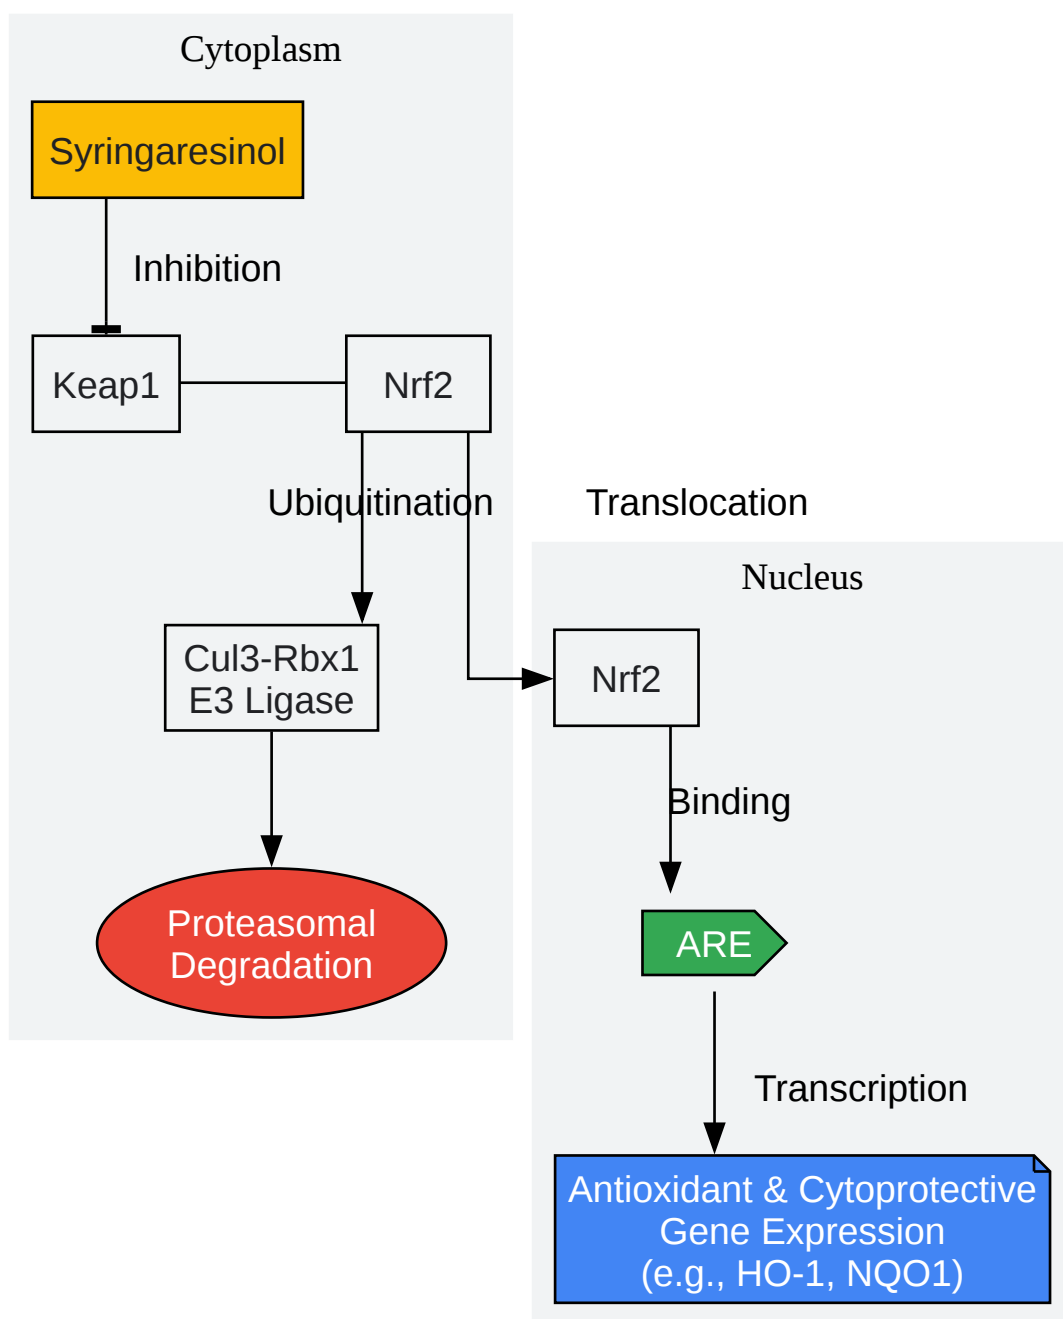 Cytoplasm
Syringaresinol
Inhibition
Keap1
Nrf2
Ubiquitination
Translocation
Nucleus
Cul3-Rbx1
E3 Ligase
Nrf2
Binding
Proteasomal
Degradation
ARE
Transcription
Antioxidant & Cytoprotective
Gene Expression
(e.g., HO-1, NQO1)